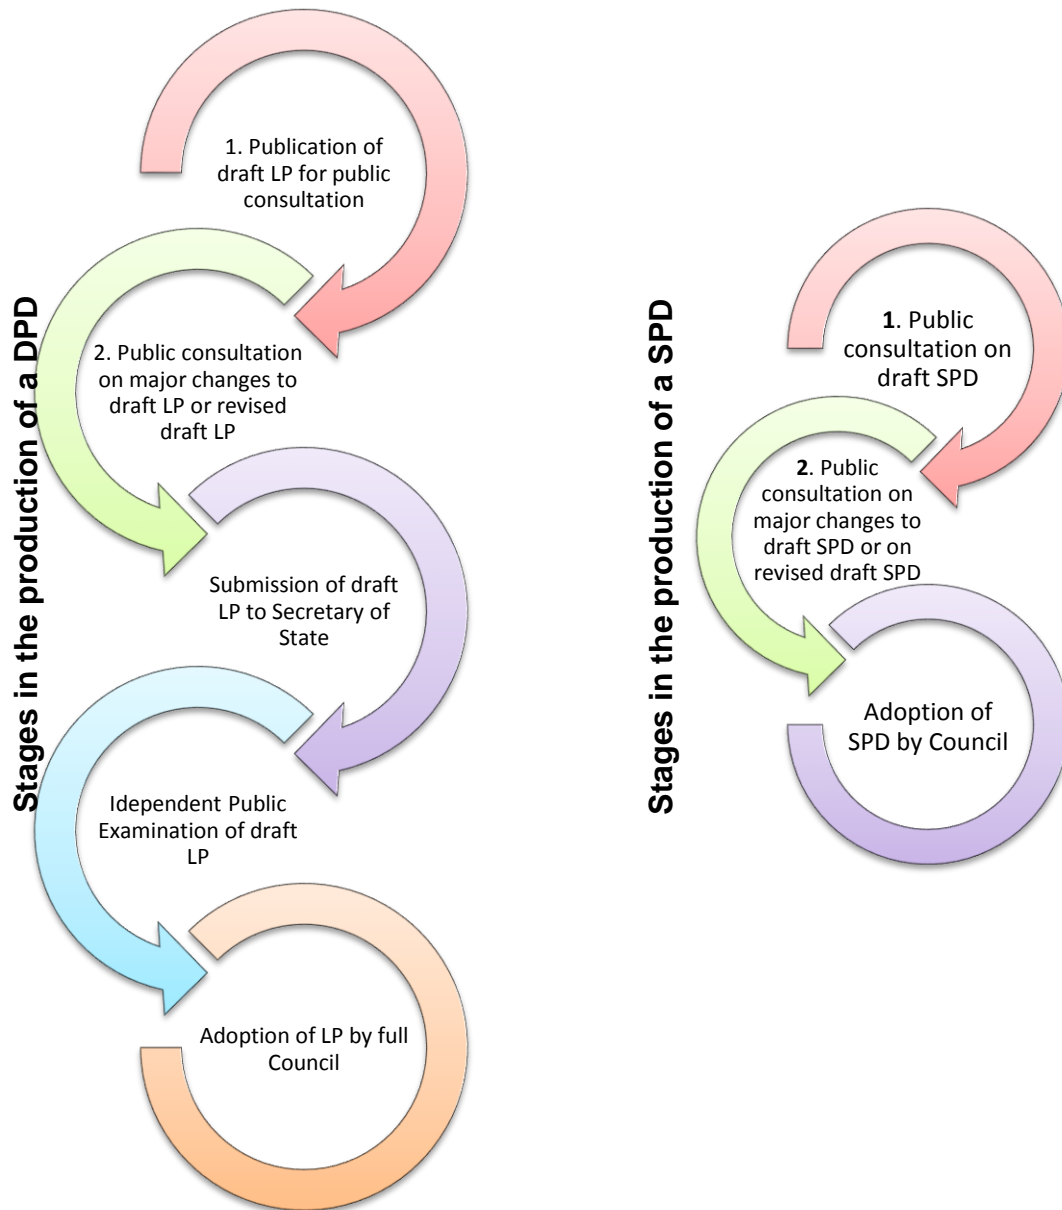 Stages in the production of a DPD
1. Publication of
draft LP for public
consultation
2. Public consultation
on major changes to
draft LP or revised
draft LP
Submission of draft
LP to Secretary of
State
Idependent Public
Examination of draft
LP
Adoption of LP by full
Council
Stages in the production of a SPD
1. Public
consultation on
draft SPD
2. Public
consultation on
major changes to
draft SPD or on
revised draft SPD
Adoption of
SPD by Council